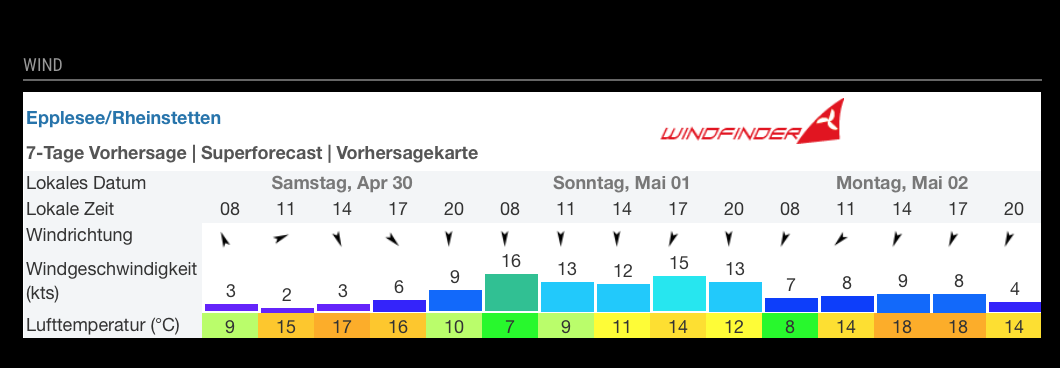 WIND
Epplesee/Rheinstetten
WINDFINDER
7-Tage Vorhersage | Superforecast | Vorhersagekarte
Lokales Datum Samstag, Apr 30 Sonntag, Mai 01 Montag, Mai 02
Lokale Zeit 08 11 14 17 20 08 11 14 17 20 08 11 14 17 20
Windrichtung
Windgeschwindigkeit
(kts) 3 2 3 6 9 16 13 12 15 13 7 8 9 8 4
Lufttemperatur (°C) 9 15 17 16 10 7 9 11 14 12 8 14 18 18 14